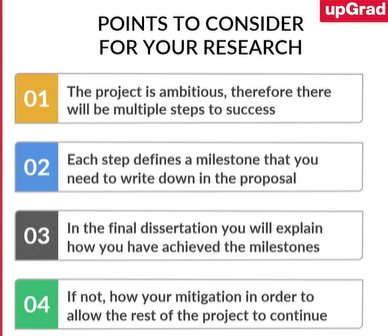 upGrad
POINTS TO CONSIDER
FOR YOUR RESEARCH
01
The project is ambitious, therefore there
will be multiple steps to success
02
Each step defines a milestone that you
need to write down in the proposal
03
In the final dissertation you will explain
how you have achieved the milestones
04
If not, how your mitigation in order to
allow the rest of the project to continue